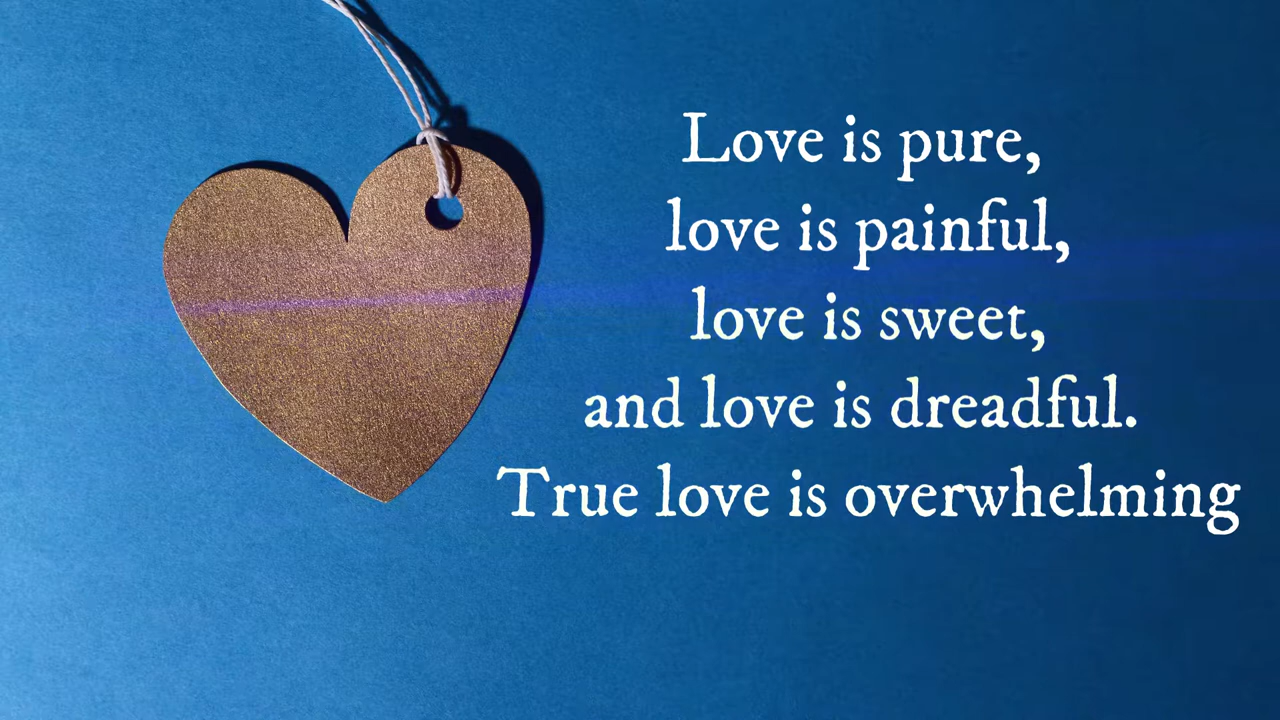 Love is pure,
love is painful,
love is sweet,
and love is dreadful.
True love is overwhelming